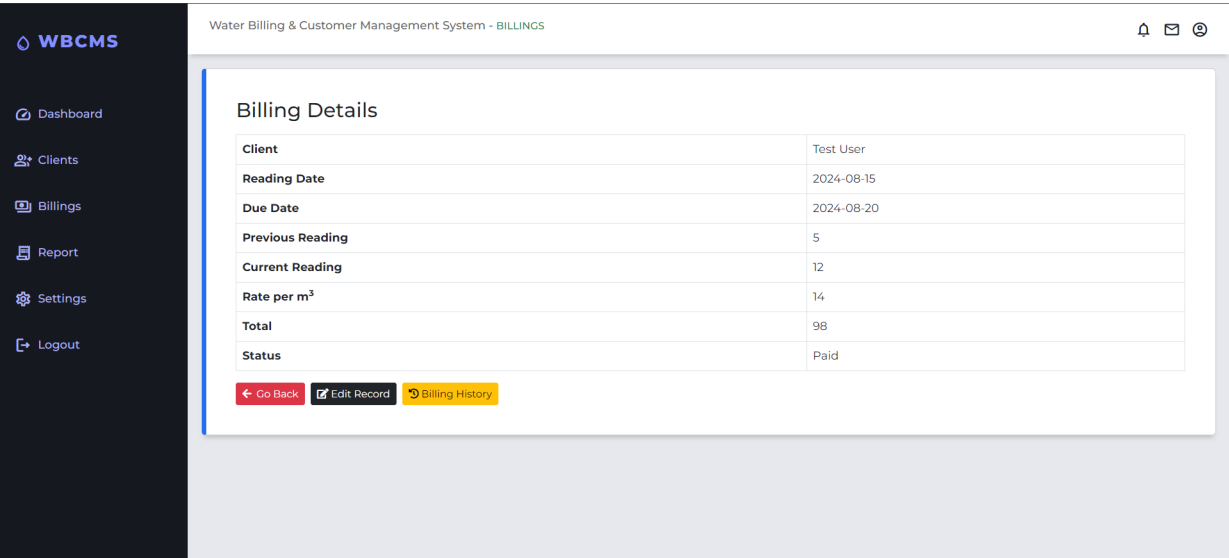 WBCMS
Dashboard
Clients
Billings
Report
Settings
Logout
Water Billing & Customer Management System - BILLINGS
Billing Details
Client Test User
Reading Date 2024-08-15
Due Date 2024-08-20
Previous Reading 5
Current Reading 12
Rate per m³ 14
Total 98
Status Paid
Go Back Edit Record Billing History